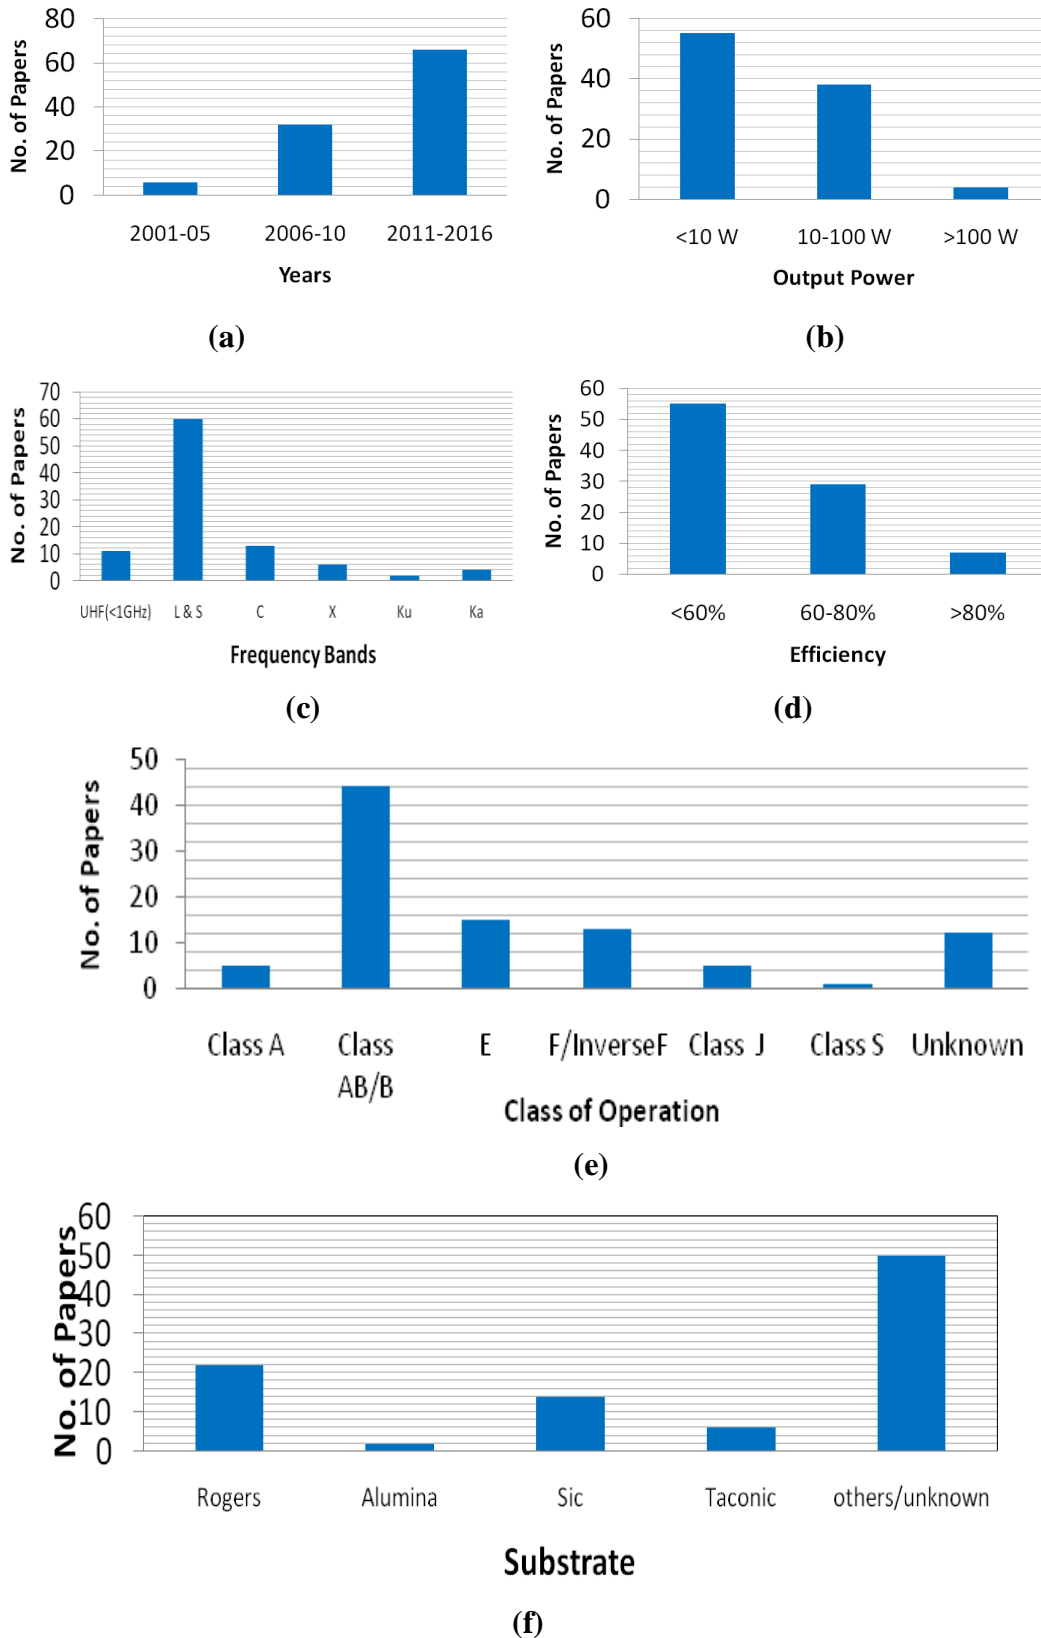 80
60
40
20
0
No. of Papers
2001-05 2006-10 2011-2016
Years
(a)
60
40
20
0
No. of Papers
<10 W 10-100 W >100 W
Output Power
(b)
70
60
50
40
30
20
10
0
No. of Papers
UHF(<1GHz) L & S C X Ku Ka
Frequency Bands
(c)
60
50
40
30
20
10
0
No. of Papers
<60% 60-80% >80%
Efficiency
(d)
50
40
30
20
10
0
No. of Papers
Class A Class AB/B E F/InverseF Class J Class S Unknown
Class of Operation
(e)
60
50
40
30
20
10
0
No. of Papers
Rogers Alumina Sic Taconic others/unknown
Substrate
(f)